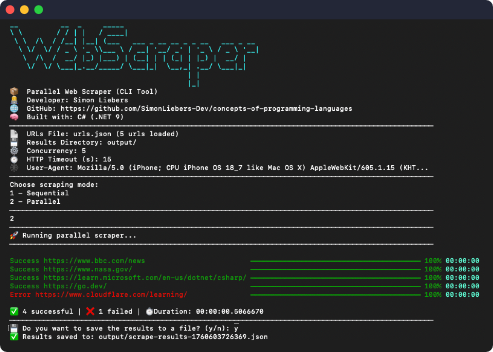 WebScrape
Parallel Web Scraper (CLI Tool)
Developer: Simon Liebers
GitHub: https://github.com/SimonLiebers-Dev/concepts-of-programming-languages
Built with: C# (.NET 9)
URLs File: urls.json (5 urls loaded)
Results Directory: output/
Concurrency: 5
HTTP Timeout (s): 15
User-Agent: Mozilla/5.0 (iPhone; CPU iPhone OS 18_7 like Mac OS X) AppleWebKit/605.1.15 (KHT...
Choose scraping mode:
1 - Sequential
2 - Parallel
2
Running parallel scraper...
Success https://www.bbc.com/news 100% 00:00:00
Success https://www.nasa.gov/ 100% 00:00:00
Success https://learn.microsoft.com/en-us/dotnet/csharp/ 100% 00:00:00
Success https://go.dev/ 100% 00:00:00
Error https://www.cloudflare.com/learning/ 100% 00:00:00
4 successful | 1 failed | Duration: 00:00:00.5066670
Do you want to save the results to a file? (y/n): y
Results saved to: output/scrape-results-1760603726369.json